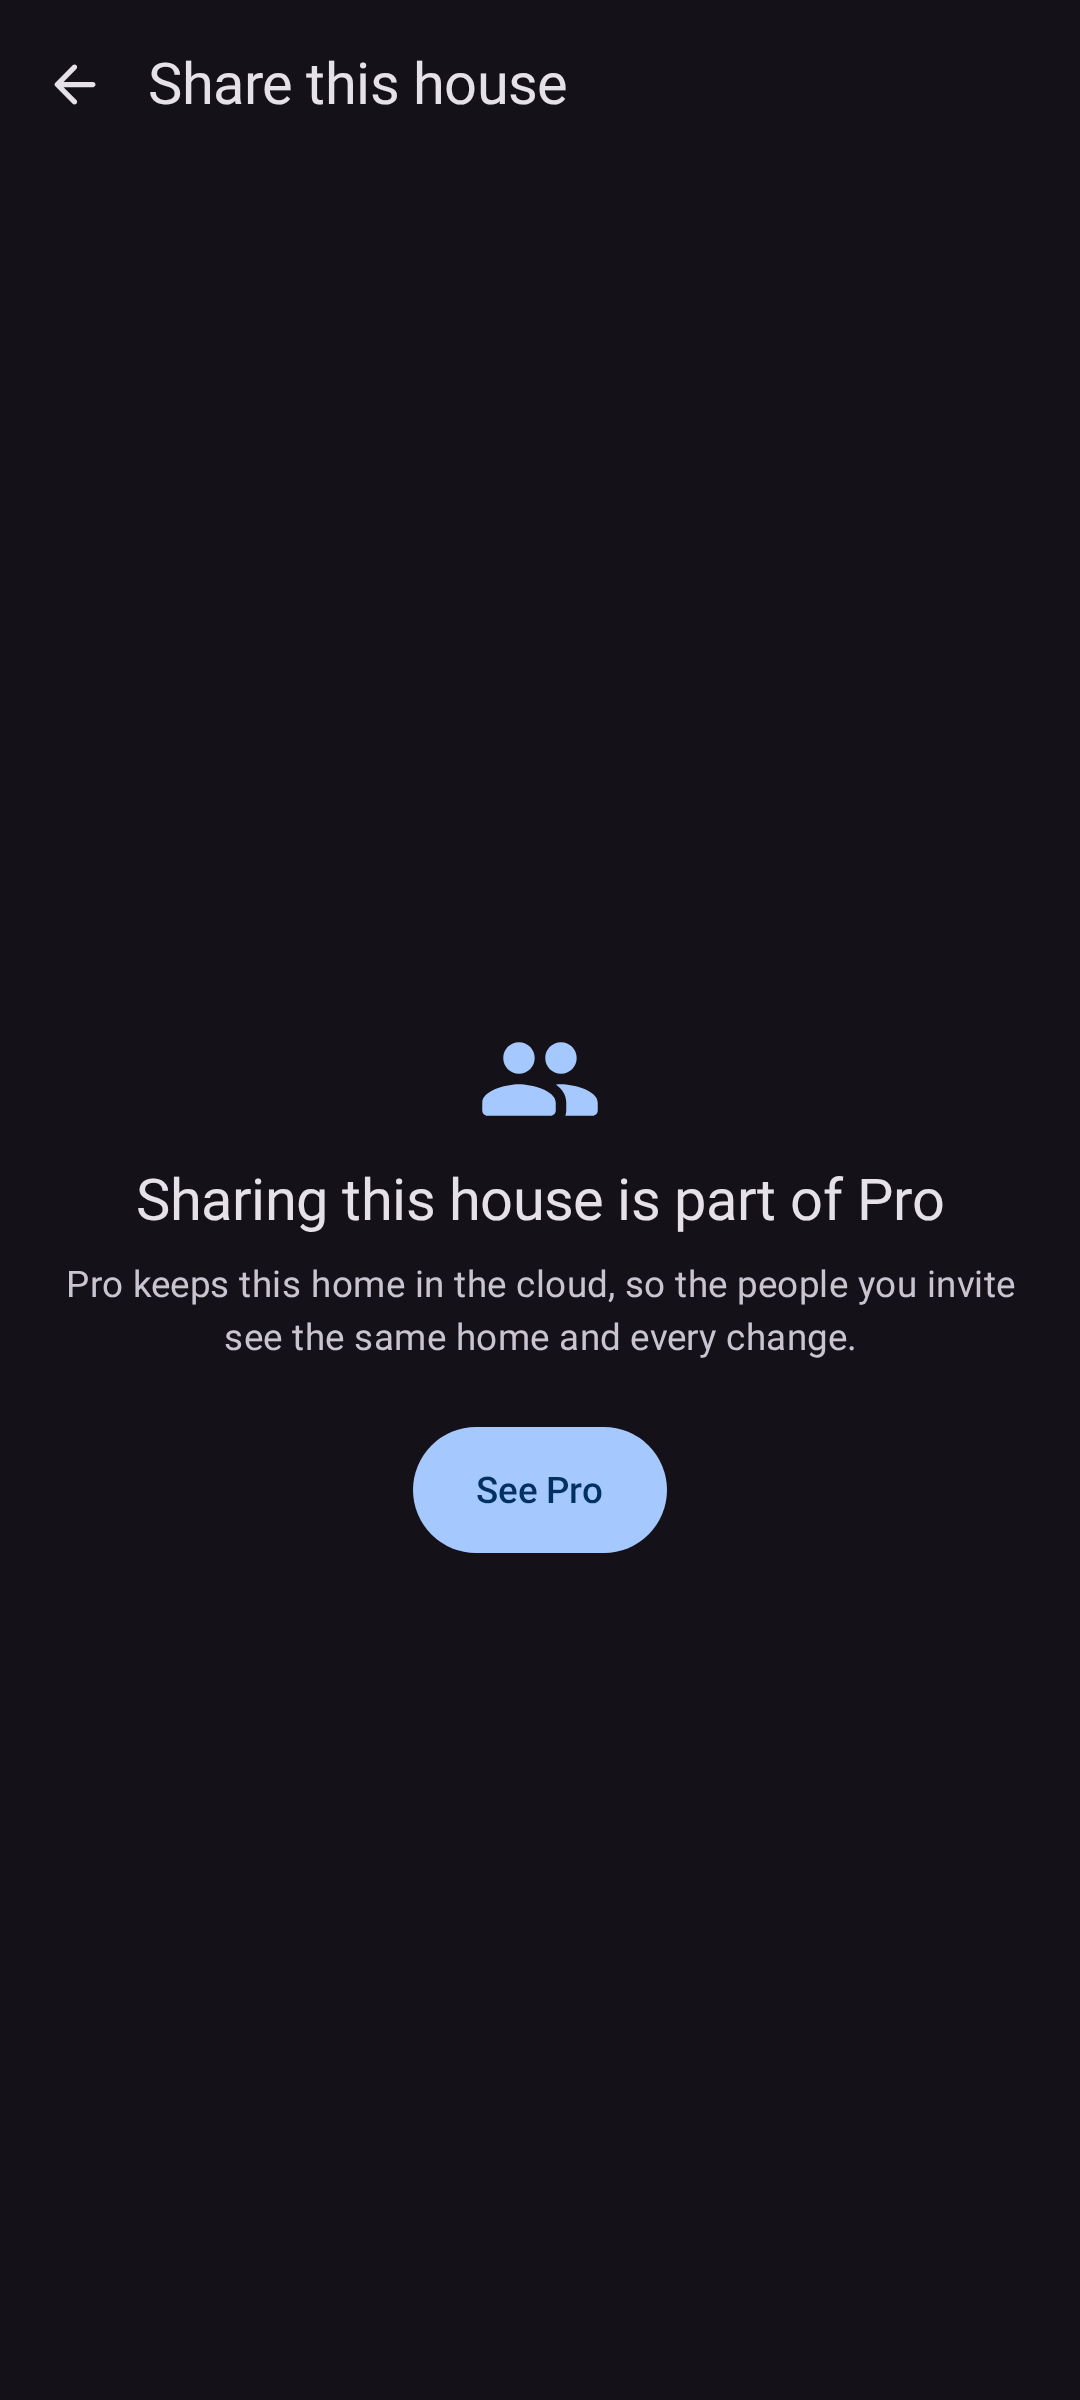 Share this house
Sharing this house is part of Pro
Pro keeps this home in the cloud, so the people you invite
see the same home and every change.
See Pro